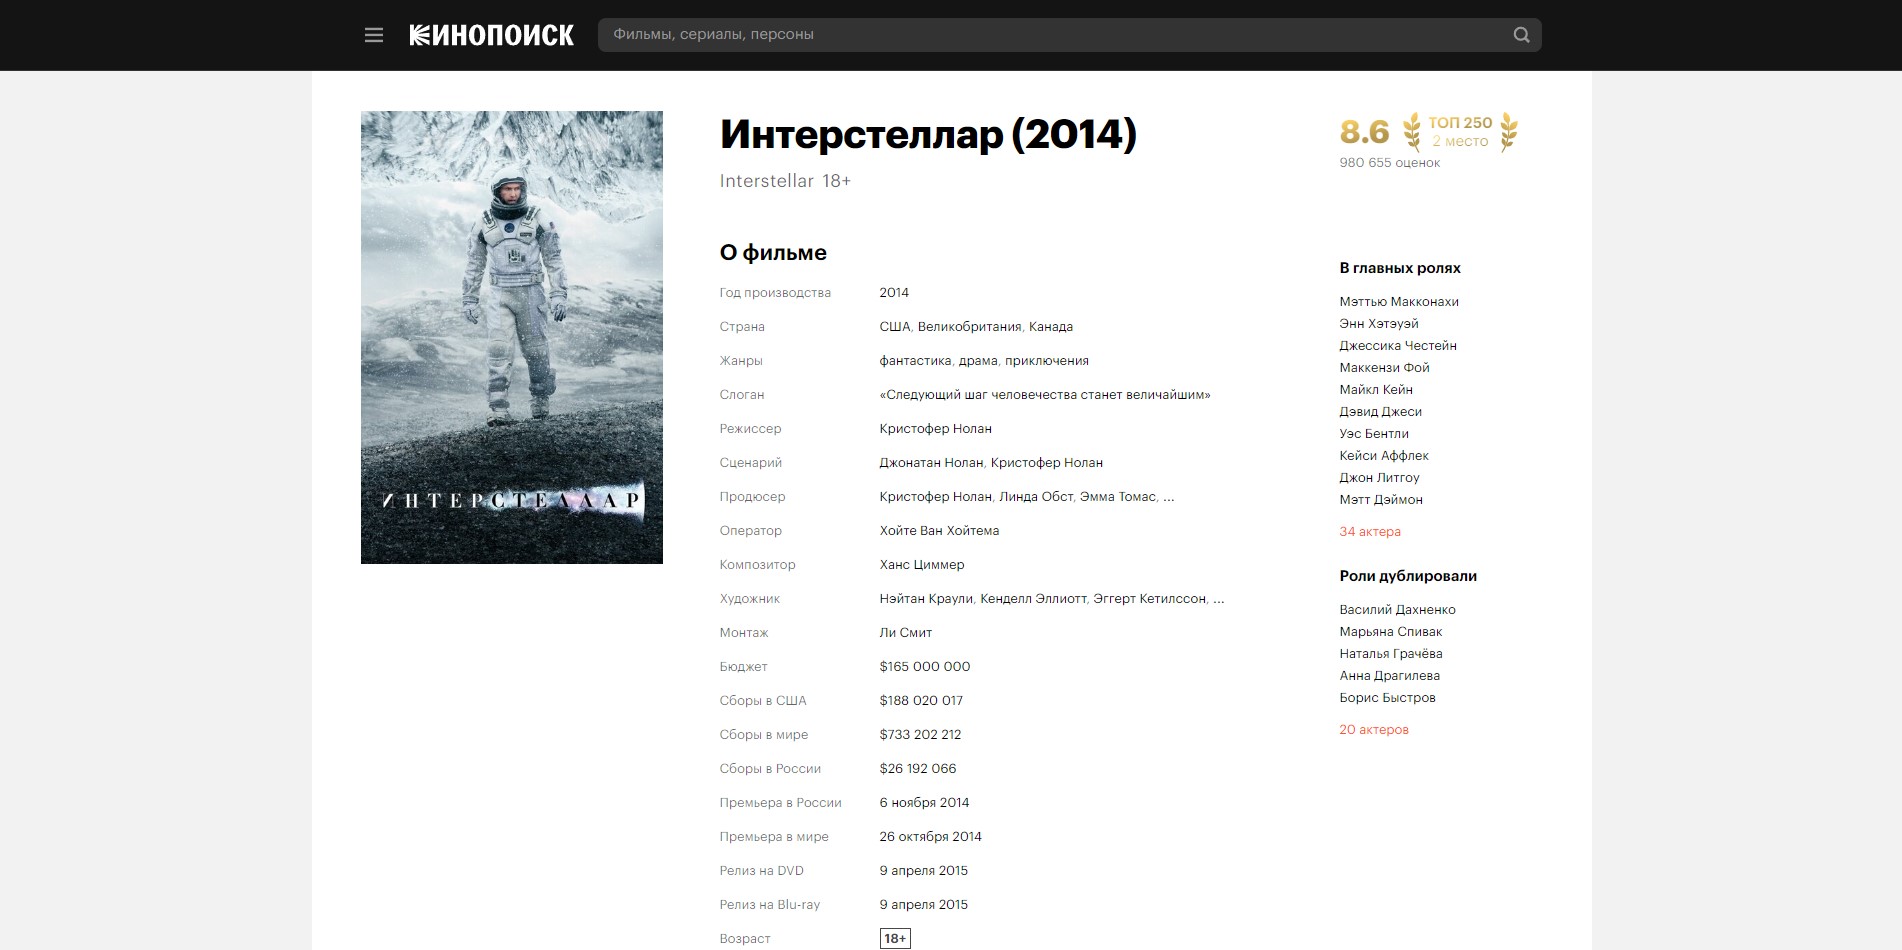 КИНОПОИСК
Фильмы, сериалы, персоны
ИНТЕРСТЕЛЛАР
Интерстеллар (2014)
Interstellar 18+
О фильме
Год производства 2014
Страна США, Великобритания, Канада
Жанры фантастика, драма, приключения
Слоган «Следующий шаг человечества станет величайшим»
Режиссер Кристофер Нолан
Сценарий Джонатан Нолан, Кристофер Нолан
Продюсер Кристофер Нолан, Линда Обст, Эмма Томас, ...
Оператор Хойте Ван Хойтема
Композитор Ханс Циммер
Художник Нэйтан Краули, Кенделл Эллиотт, Эггерт Кетилссон, ...
Монтаж Ли Смит
Бюджет $165 000 000
Сборы в США $188 020 017
Сборы в мире $733 202 212
Сборы в России $26 192 066
Премьера в России 6 ноября 2014
Премьера в мире 26 октября 2014
Релиз на DVD 9 апреля 2015
Релиз на Blu-ray 9 апреля 2015
Возраст 18+
8.6
ТОП 250
2 место
980 655 оценок
В главных ролях
Мэттью Макконахи
Энн Хэтэуэй
Джессика Честейн
Маккензи Фой
Майкл Кейн
Дэвид Джеси
Уэс Бентли
Кейси Аффлек
Джон Литгоу
Мэтт Дэймон
34 актера
Роли дублировали
Василий Дахненко
Марьяна Спивак
Наталья Грачёва
Анна Драгилева
Борис Быстров
20 актеров